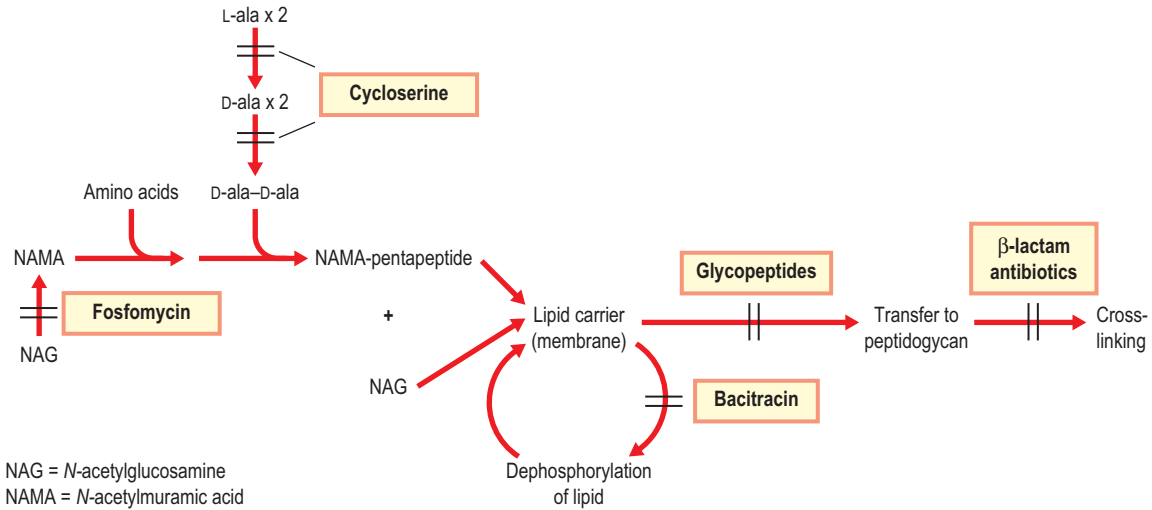 L-ala x 2
Cycloserine
D-ala x 2
Amino acids
D-ala–D-ala
NAMA
NAMA-pentapeptide
Fosfomycin
NAG
+
NAG
Lipid carrier
(membrane)
Glycopeptides
Transfer to
peptidogycan
β-lactam
antibiotics
Cross-
linking
Bacitracin
Dephosphorylation
of lipid
NAG = N-acetylglucosamine
NAMA = N-acetylmuramic acid